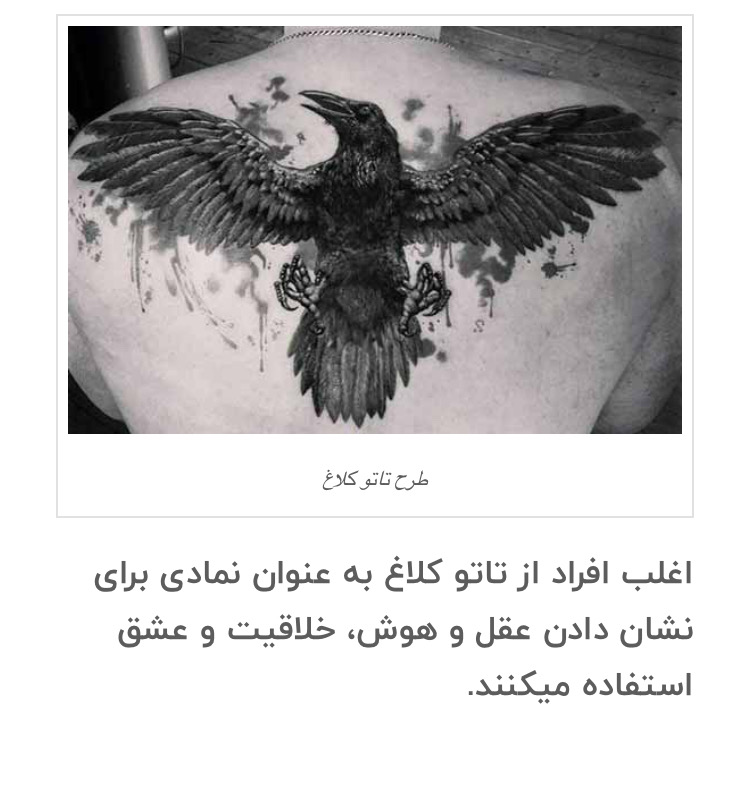 طرح تاتو کلاغ
اغلب افراد از تاتو کلاغ به عنوان نمادی برای
نشان دادن عقل و هوش، خلاقیت و عشق
استفاده میکنند.